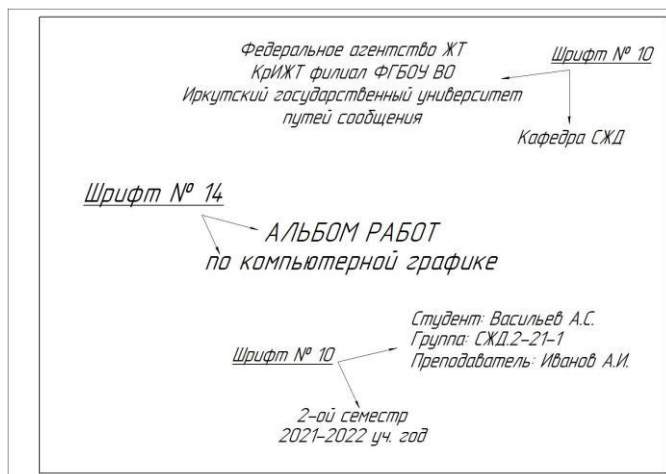 Федеральное агентство ЖТ
КрИЖТ филиал ФГБОУ ВО
Иркутский государственный университет
путей сообщения
Шрифт № 10
Кафедра СЖД
Шрифт № 14
АЛЬБОМ РАБОТ
по компьютерной графике
Студент: Васильев А.С.
Группа: СЖД.2-21-1
Преподаватель: Иванов А.И.
Шрифт № 10
2-ой семестр
2021-2022 уч. год